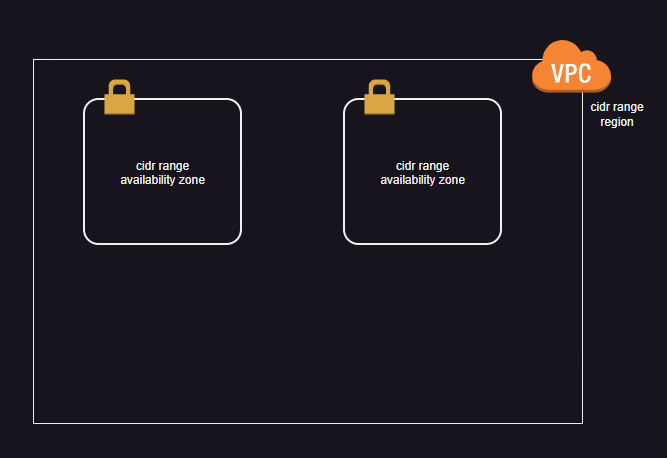 VPC
cidr range
region
cidr range
availability zone
cidr range
availability zone